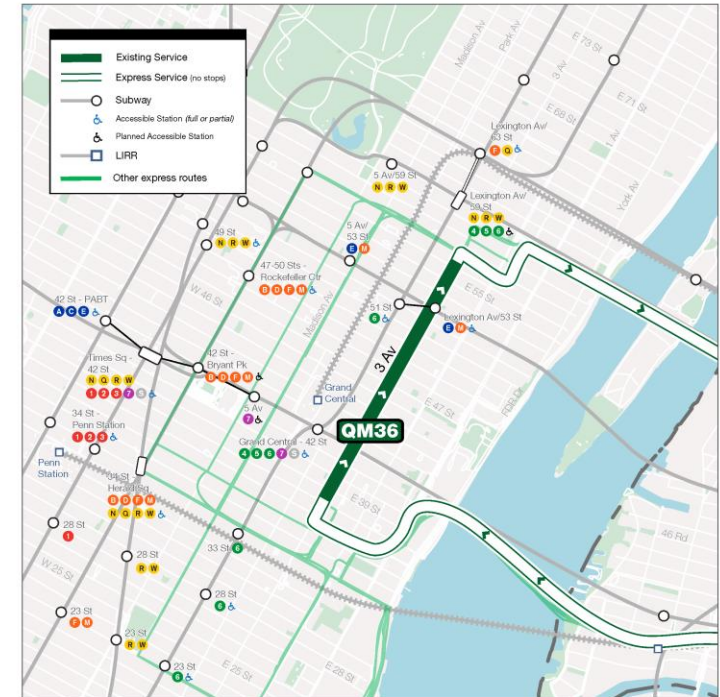 Existing Service
Express Service (no stops)
Subway
Accessible Station (full or partial)
Planned Accessible Station
LIRR
Other express routes
Madison Av
Park Av
3 Av
E 73 St
E 71 St
E 68 St
1 Av
York Av
Lexington Av/
63 St
F Q
5 Av/59 St
N R W
Lexington Av/
59 St
N R W
4 5 6
5 Av/
53 St
E M
49 St
N R W
47-50 Sts -
Rockefeller Ctr
B D F M
Madison Av
E 55 St
51 St
6
Lexington Av/53 St
E M
42 St - PABT
A C E
W 46 St
Times Sq -
42 St
N Q R W
1 2 3 7 S
42 St -
Bryant Pk
B D F M
5 Av
7
Grand
Central
3 Av
FDR Dr
E 47 St
QM36
Grand Central - 42 St
4 5 6 7 S
34 St -
Penn Station
1 2 3
Penn
Station
34 St -
Herald Sq
B D F M
N Q R W
E 39 St
46 Rd
28 St
1
33 St
6
28 St
R W
W 25 St
28 St
6
23 St
F M
23 St
R W
23 St
6
E 25 St
E 28 St